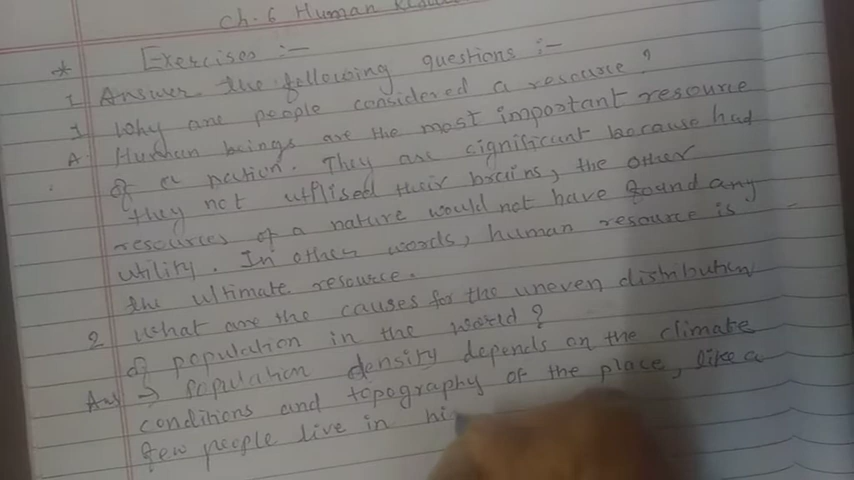 Ch. 6 Human
* Exercises :-
I Answer the following questions :-
1 Why are people considered a resource?
A. Human beings are the most important resource
of a nation. They are significant because had
they not utilised their brains, the other
resources of a nature would not have found any
utility. In other words, human resource is
the ultimate resource.
2 What are the causes for the uneven distribution
of population in the world?
Ans → Population density depends on the climate
conditions and topography of the place, like a
few people live in hi